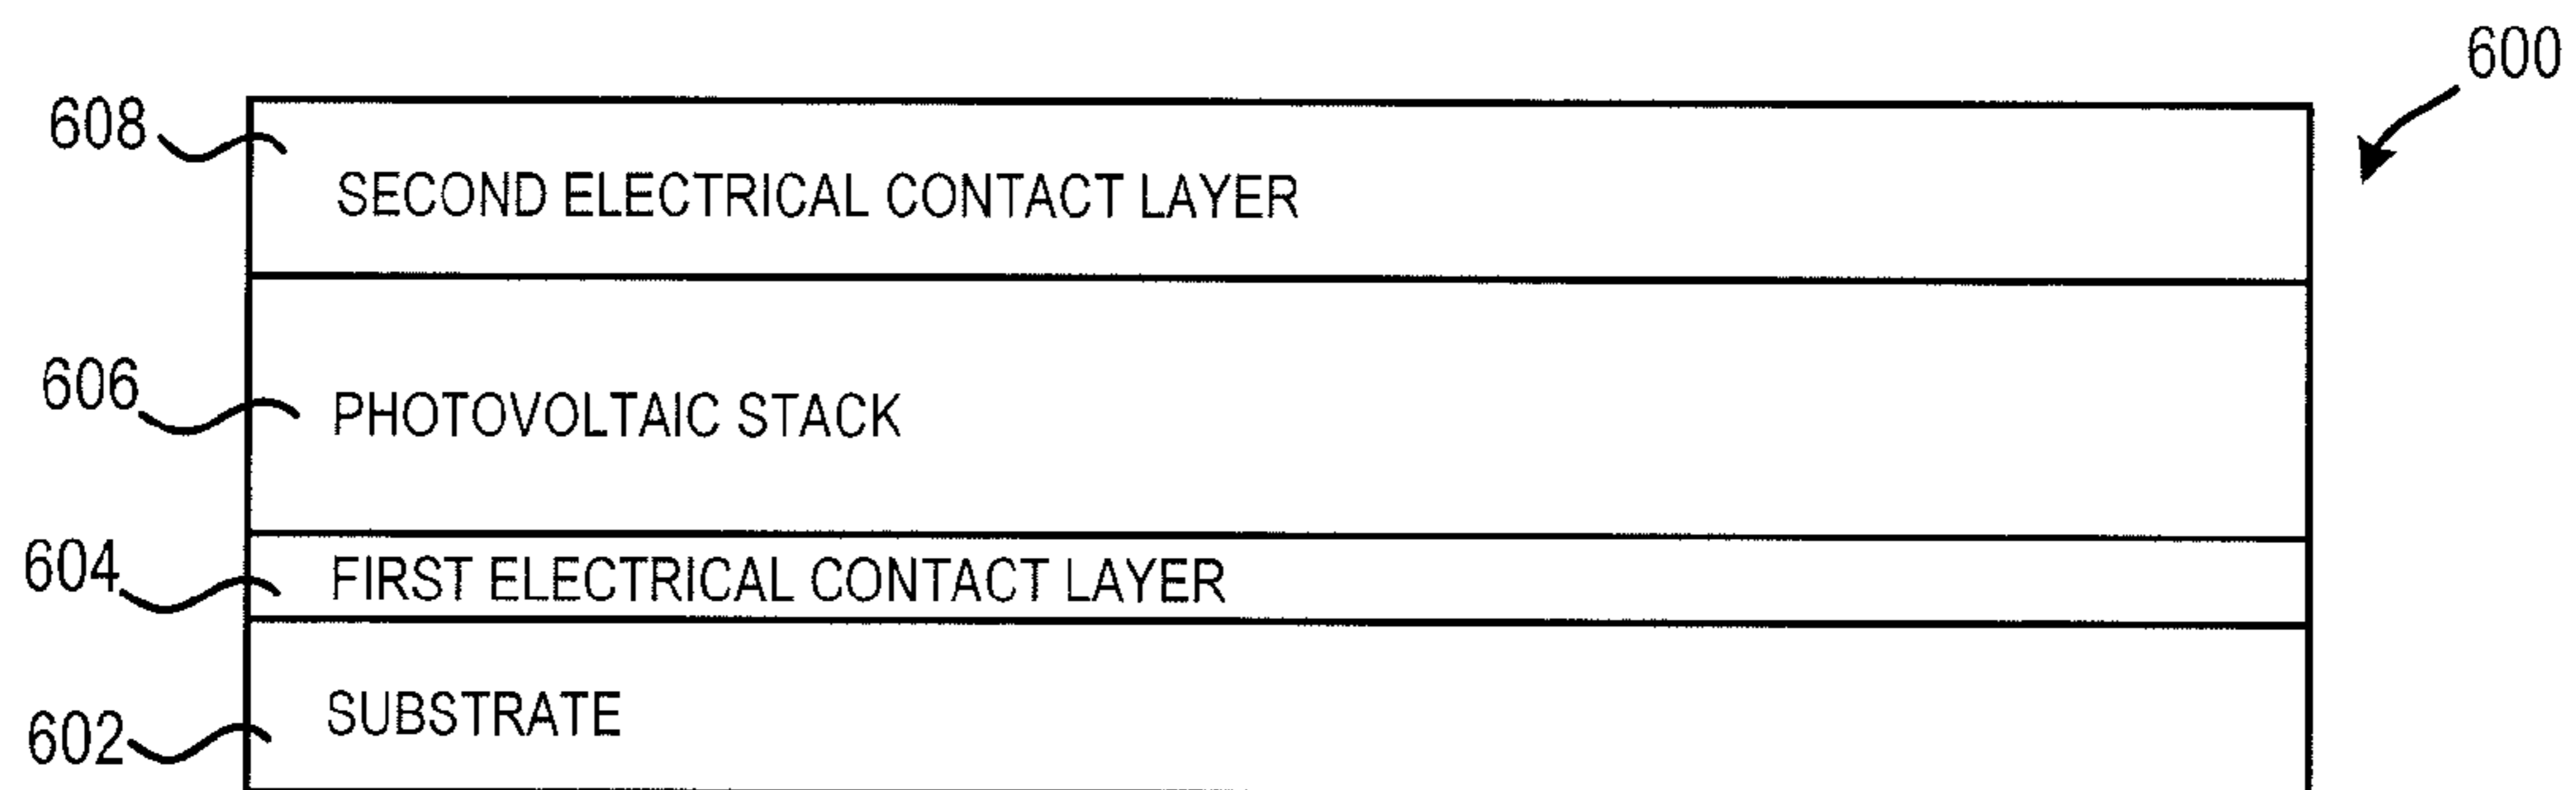 600
608
SECOND ELECTRICAL CONTACT LAYER
606
PHOTOVOLTAIC STACK
604
FIRST ELECTRICAL CONTACT LAYER
602
SUBSTRATE